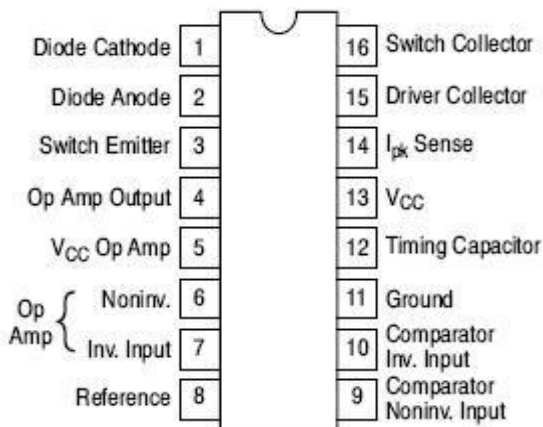 Diode Cathode 1 16 Switch Collector
Diode Anode 2 15 Driver Collector
Switch Emitter 3 14 Ipk Sense
Op Amp Output 4 13 VCC
VCC Op Amp 5 12 Timing Capacitor
Op Amp Noninv. 6 11 Ground
Inv. Input 7 10 Comparator Inv. Input
Reference 8 9 Comparator Noninv. Input